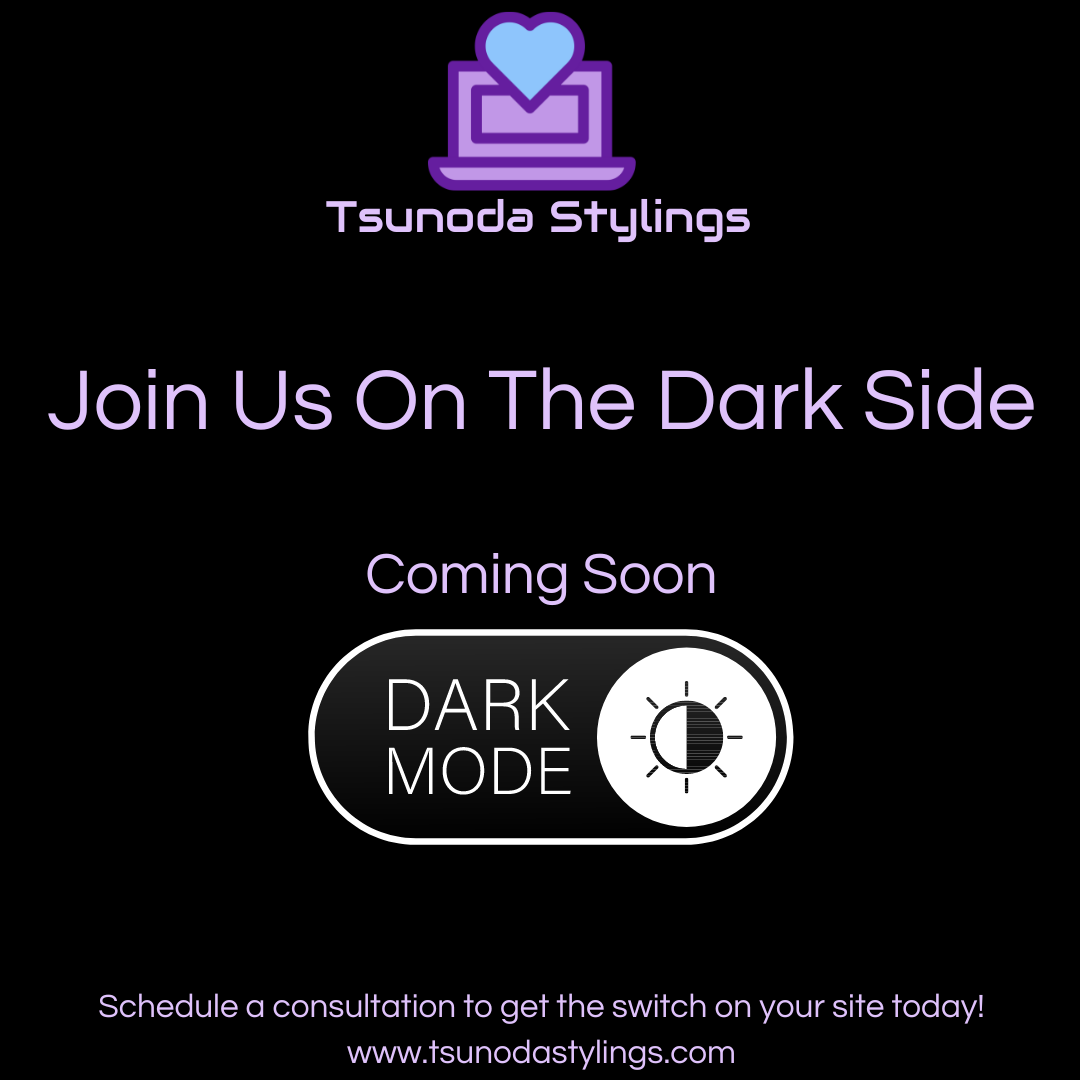 Tsunoda Stylings
Join Us On The Dark Side
Coming Soon
DARK
MODE
Schedule a consultation to get the switch on your site today!
www.tsunodastylings.com